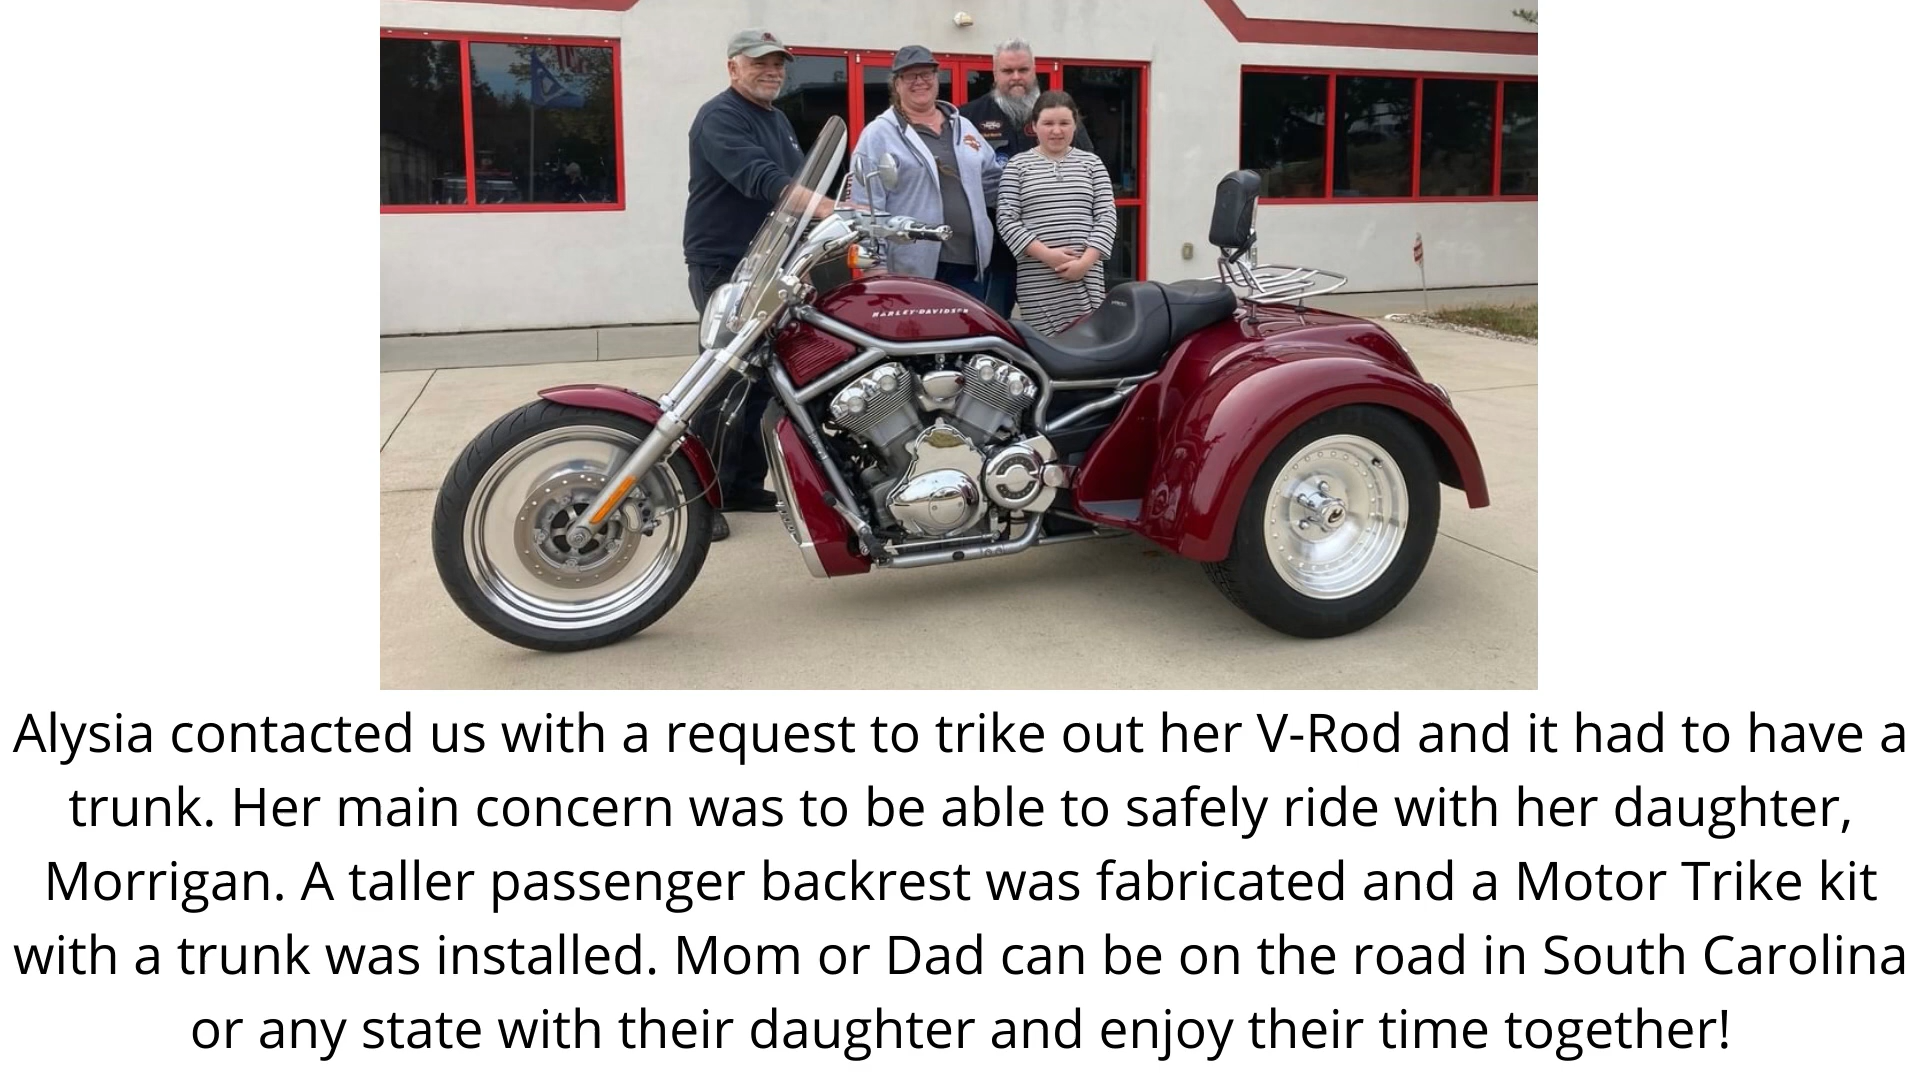 HARLEY-DAVIDSON
Alysia contacted us with a request to trike out her V-Rod and it had to have a
trunk. Her main concern was to be able to safely ride with her daughter,
Morrigan. A taller passenger backrest was fabricated and a Motor Trike kit
with a trunk was installed. Mom or Dad can be on the road in South Carolina
or any state with their daughter and enjoy their time together!